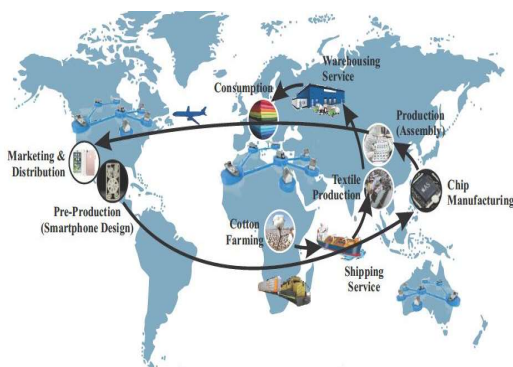 Warehousing
Service
Consumption
Production
(Assembly)
Marketing &
Distribution
Textile
Production
Chip
Manufacturing
Pre-Production
(Smartphone Design)
Cotton
Farming
Shipping
Service